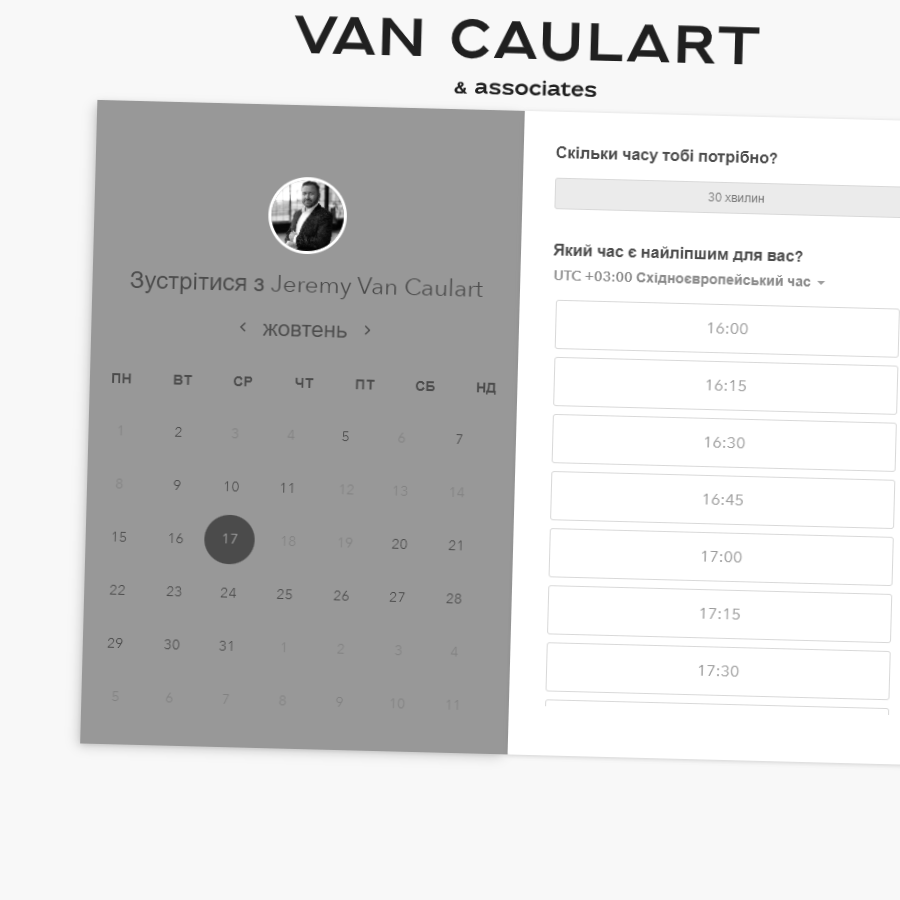 VAN CAULART
& associates
Зустрітися з Jeremy Van Caulart
жовтень
ПН ВТ СР ЧТ ПТ СБ НД
1 2 3 4 5 6 7
8 9 10 11 12 13 14
15 16 17 18 19 20 21
22 23 24 25 26 27 28
29 30 31 1 2 3 4
5 6 7 8 9 10 11
Скільки часу тобі потрібно?
30 хвилин
Який час є найліпшим для вас?
UTC +03:00 Східноєвропейський час
16:00
16:15
16:30
16:45
17:00
17:15
17:30